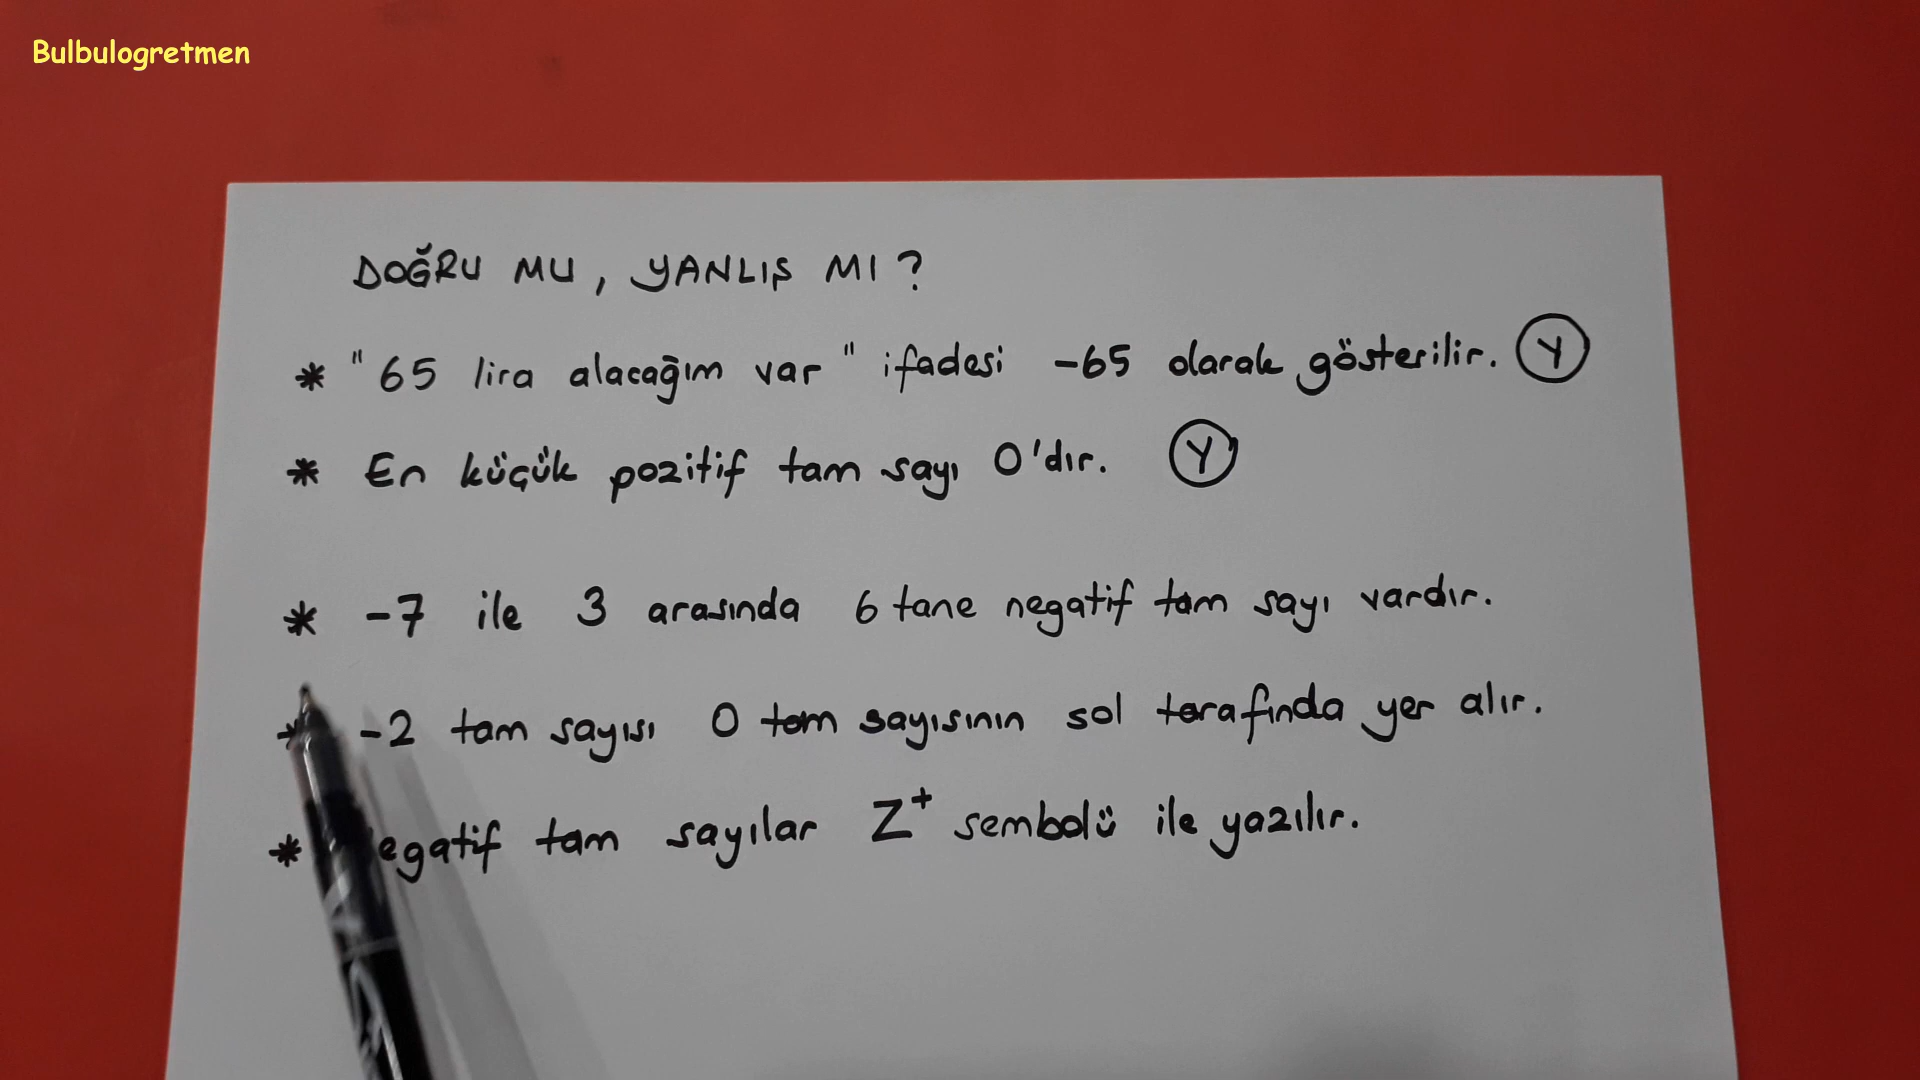 Bulbulogretmen
DOĞRU MU, YANLIŞ MI?
* "65 lira alacağım var" ifadesi -65 olarak gösterilir. Y
* En küçük pozitif tam sayı 0'dır. Y
* -7 ile 3 arasında 6 tane negatif tam sayı vardır.
* -2 tam sayısı 0 tam sayısının sol tarafında yer alır.
* egatif tam sayılar Z⁺ sembolü ile yazılır.